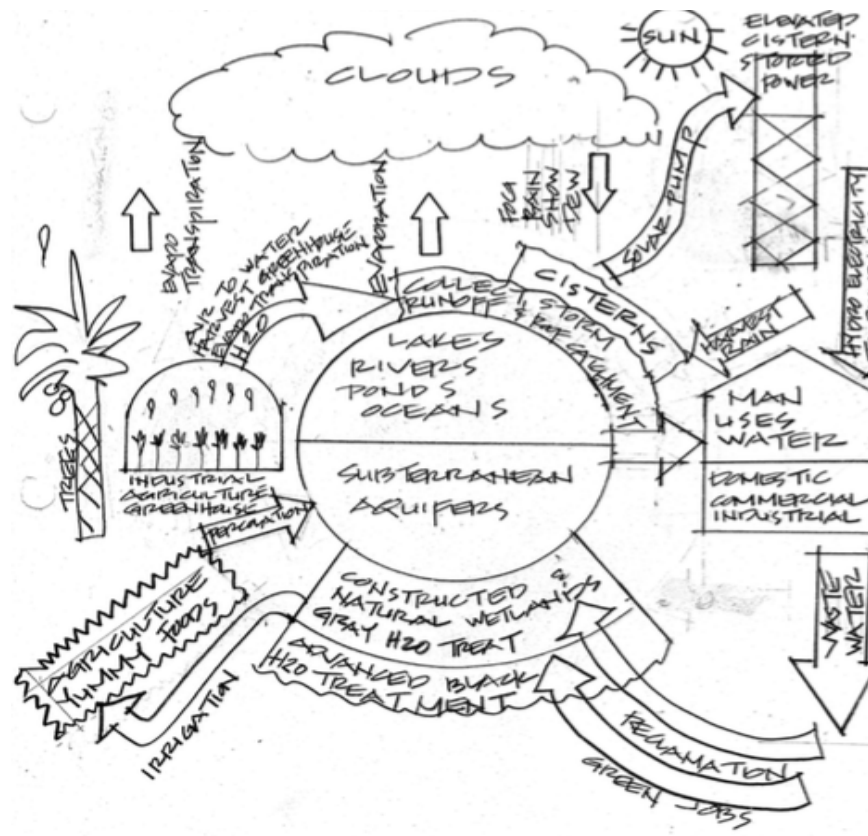 SUN
ELEVATED
CISTERN
STORED
POWER
CLOUDS
EVAPO
TRANSPIRATION
EVAPORATION
FOG
RAIN
SNOW
DEW
SOLAR PUMP
HYDRO ELECTRICITY
AIR TO WATER
HARVEST GREENHOUSE
EVAPO TRANSPIRATION
H2O
COLLECT
RUNOFF
STORM
& ROOF CATCHMENT
CISTERNS
HARVEST
RAIN
LAKES
RIVERS
PONDS
OCEANS
MAN
USES
WATER
TREES
INDUSTRIAL
AGRICULTURE
GREENHOUSE
SUBTERRANEAN
AQUIFERS
DOMESTIC
COMMERCIAL
INDUSTRIAL
PERCOLATION
AGRICULTURE
YUMMY FOODS
CONSTRUCTED &
NATURAL WETLANDS
GRAY H2O TREAT
ADVANCED BLACK
H2O TREATMENT
WASTE
WATER
IRRIGATION
RECLAMATION
GREEN JOBS